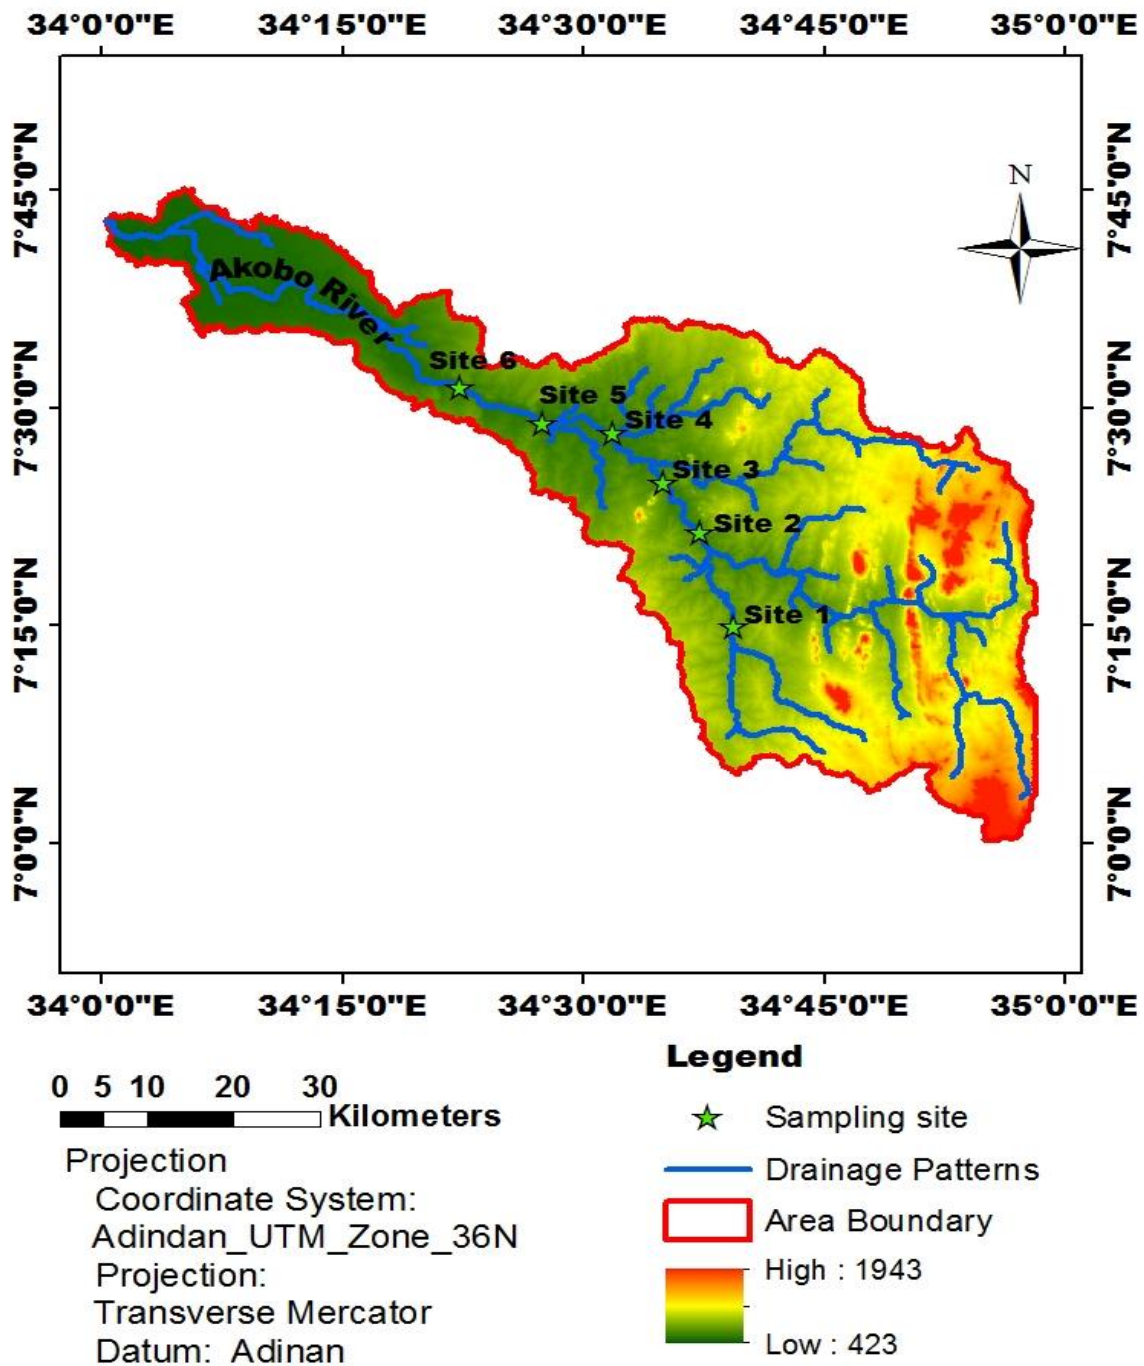 34°0'0"E 34°15'0"E 34°30'0"E 34°45'0"E 35°0'0"E
7°45'0"N 7°45'0"N
N
Akobo River
Site 6
Site 5
7°30'0"N Site 4 7°30'0"N
Site 3
Site 2
Site 1
7°15'0"N 7°15'0"N
7°0'0"N 7°0'0"N
34°0'0"E 34°15'0"E 34°30'0"E 34°45'0"E 35°0'0"E
0 5 10 20 30
Kilometers
Projection
Coordinate System:
Adindan_UTM_Zone_36N
Projection:
Transverse Mercator
Datum: Adinan
Legend
Sampling site
Drainage Patterns
Area Boundary
High : 1943
Low : 423